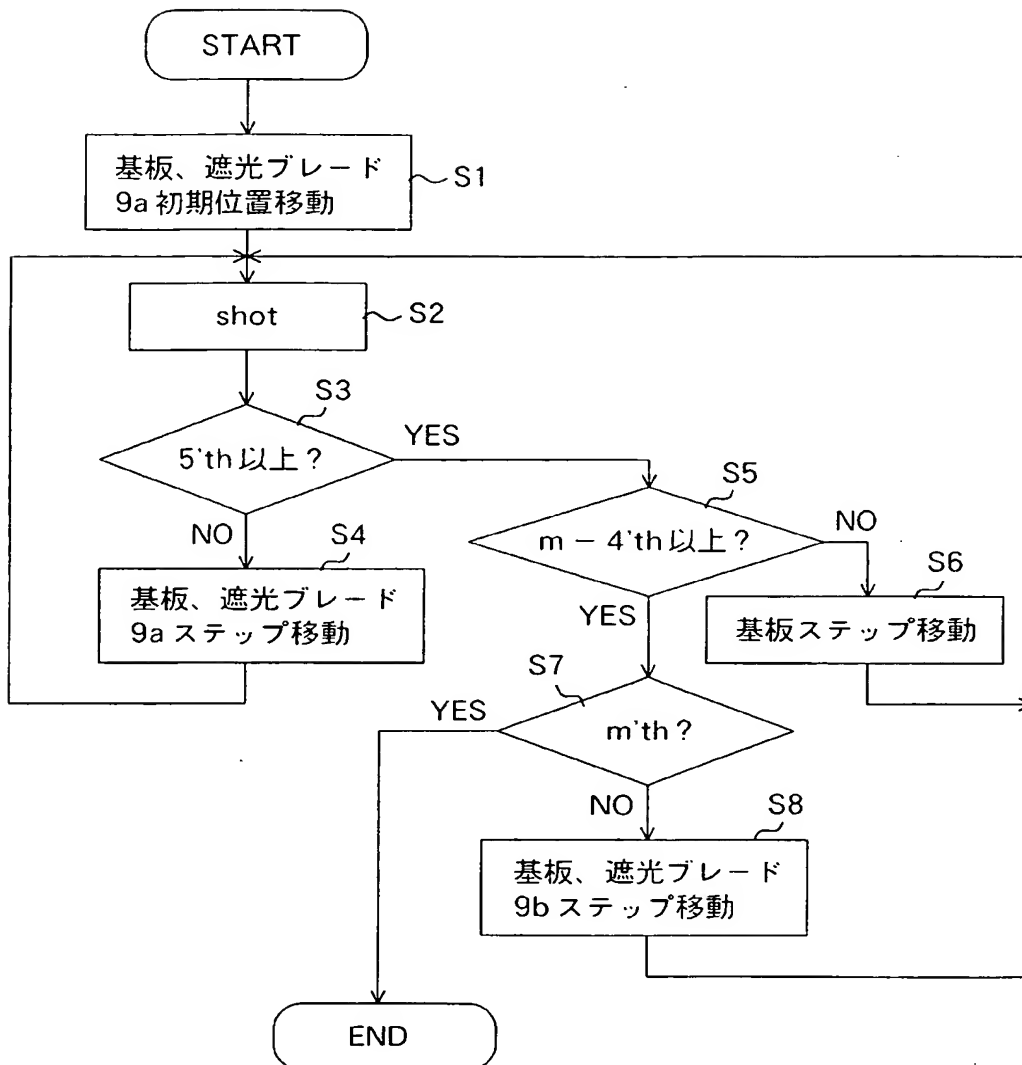 START
基板、遮光ブレード
9a 初期位置移動
S1
shot
S2
S3
5'th 以上?
YES
NO
S4
基板、遮光ブレード
9a ステップ移動
S5
m - 4'th 以上?
NO
YES
S6
基板ステップ移動
S7
m'th?
YES
NO
S8
基板、遮光ブレード
9b ステップ移動
END